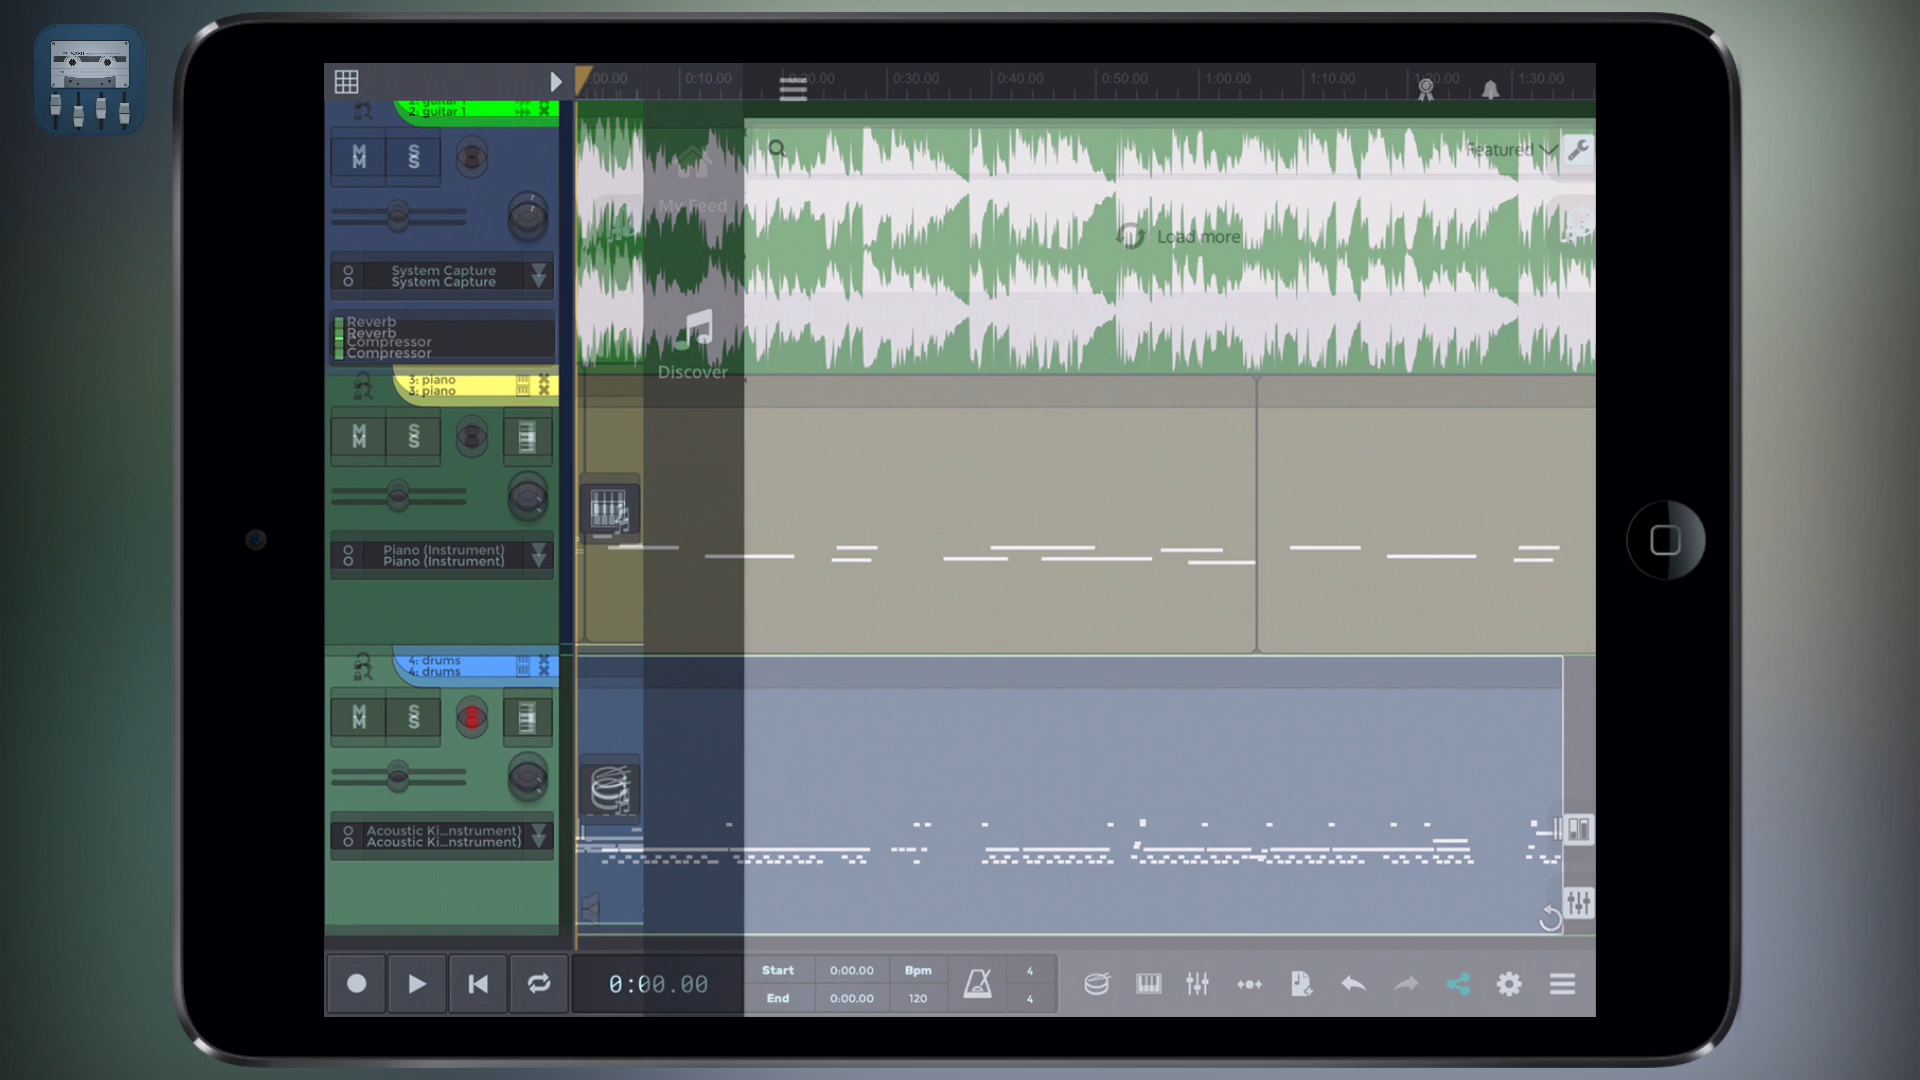 0:10.00
0:20.00
0:30.00
0:40.00
0:50.00
1:00.00
1:10.00
1:20.00
1:30.00
2: guitar 1
2: guitar 1
M
M
S
S
Featured
My Feed
Load more
System Capture
System Capture
Reverb
Reverb
Compressor
Compressor
Discover
3: piano
3: piano
M
M
S
S
Piano (Instrument)
Piano (Instrument)
4: drums
4: drums
M
M
S
S
Acoustic Ki...nstrument)
Acoustic Ki...nstrument)
0:00.00
Start 0:00.00 Bpm 4
End 0:00.00 120 4